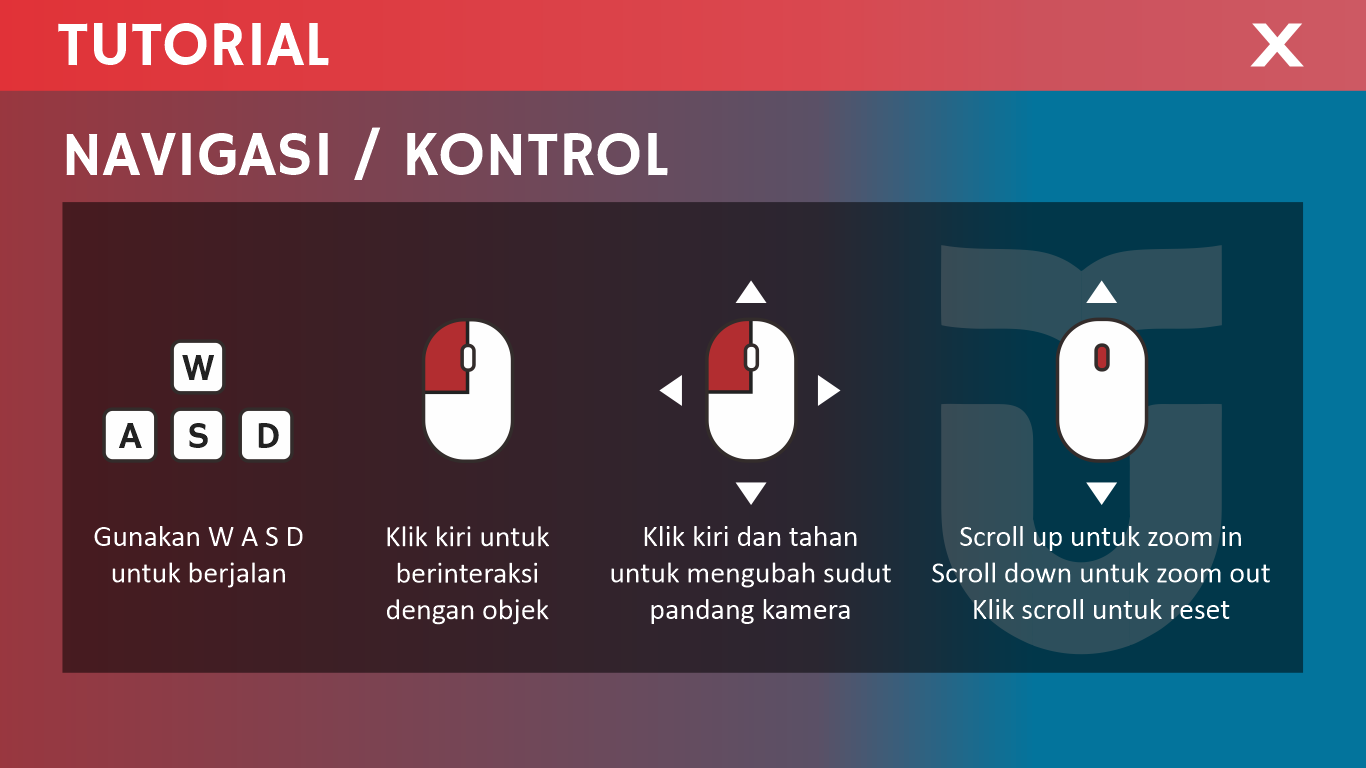 TUTORIAL
X
NAVIGASI / KONTROL
W
A S D
Gunakan W A S D
untuk berjalan
Klik kiri untuk
berinteraksi
dengan objek
Klik kiri dan tahan
untuk mengubah sudut
pandang kamera
Scroll up untuk zoom in
Scroll down untuk zoom out
Klik scroll untuk reset